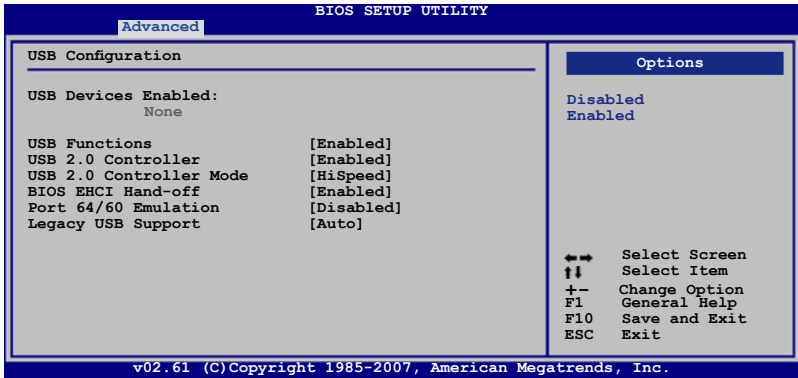 BIOS SETUP UTILITY
Advanced
USB Configuration
USB Devices Enabled:
None
USB Functions [Enabled]
USB 2.0 Controller [Enabled]
USB 2.0 Controller Mode [HiSpeed]
BIOS EHCI Hand-off [Enabled]
Port 64/60 Emulation [Disabled]
Legacy USB Support [Auto]
Options
Disabled
Enabled
←→ Select Screen
↑↓ Select Item
+- Change Option
F1 General Help
F10 Save and Exit
ESC Exit
v02.61 (C)Copyright 1985-2007, American Megatrends, Inc.